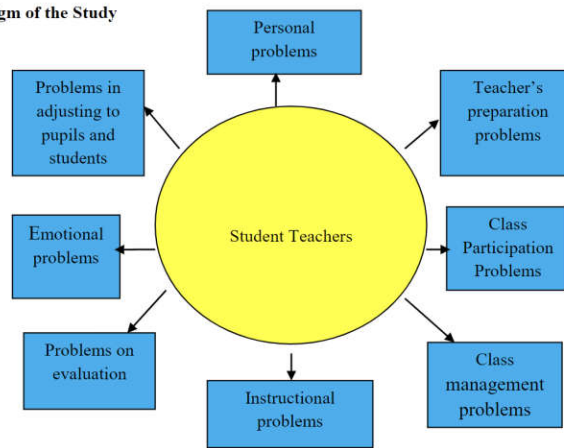 gm of the Study
Personal
problems
Problems in
adjusting to
pupils and
students
Teacher's
preparation
problems
Emotional
problems
Student Teachers
Class
Participation
Problems
Problems on
evaluation
Instructional
problems
Class
management
problems